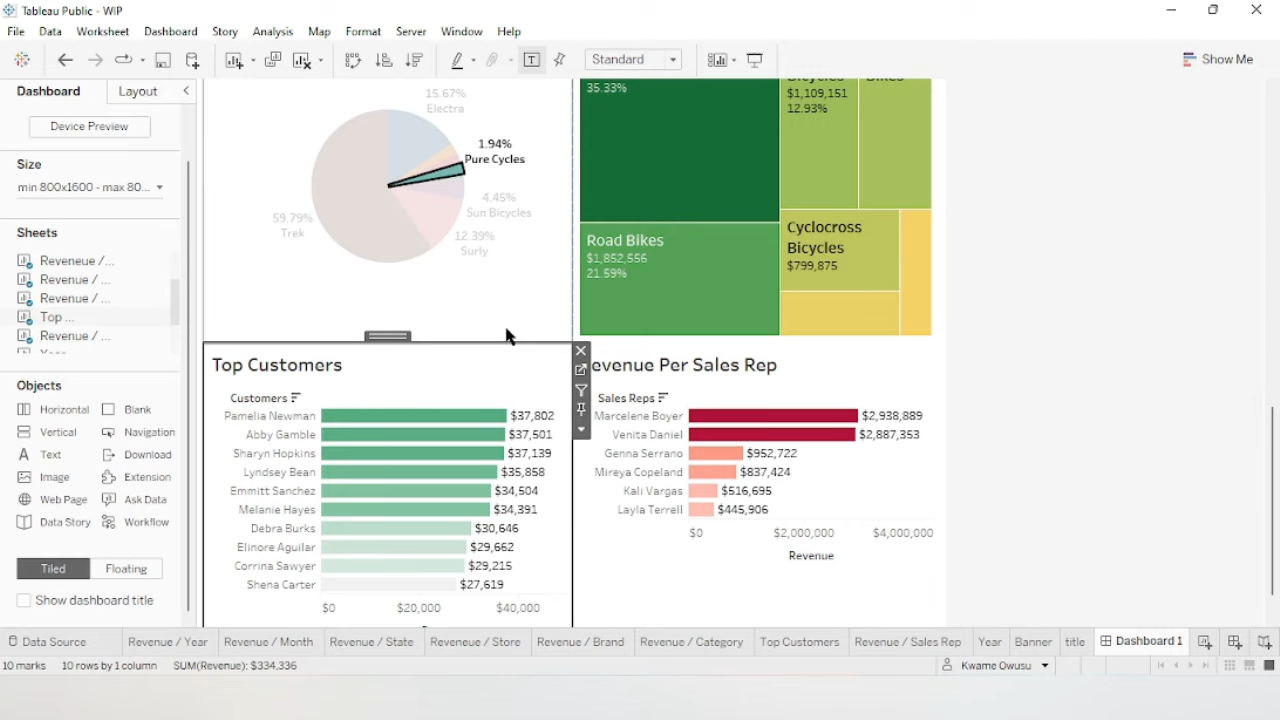 Tableau Public - WIP
File Data Worksheet Dashboard Story Analysis Map Format Server Window Help
Standard
Show Me
Dashboard Layout
Device Preview
Size
min 800x1600 - max 80...
Sheets
Reveneue /...
Revenue / ...
Revenue / ...
Top ...
Revenue / ...
Objects
Horizontal Blank
Vertical Navigation
Text Download
Image Extension
Web Page Ask Data
Data Story Workflow
Tiled Floating
Show dashboard title
15.67%
Electra
1.94%
Pure Cycles
4.45%
Sun Bicycles
12.39%
Surly
59.79%
Trek
35.33%
Bicycles
$1,109,151
12.93%
Bikes
Road Bikes
$1,852,556
21.59%
Cyclocross
Bicycles
$799,875
Top Customers
Customers
Pamelia Newman $37,802
Abby Gamble $37,501
Sharyn Hopkins $37,139
Lyndsey Bean $35,858
Emmitt Sanchez $34,504
Melanie Hayes $34,391
Debra Burks $30,646
Elinore Aguilar $29,662
Corrina Sawyer $29,215
Shena Carter $27,619
$0 $20,000 $40,000
evenue Per Sales Rep
Sales Reps
Marcelene Boyer $2,938,889
Venita Daniel $2,887,353
Genna Serrano $952,722
Mireya Copeland $837,424
Kali Vargas $516,695
Layla Terrell $445,906
$0 $2,000,000 $4,000,000
Revenue
Data Source Revenue / Year Revenue / Month Revenue / State Reveneue / Store Revenue / Brand Revenue / Category Top Customers Revenue / Sales Rep Year Banner title Dashboard 1
10 marks 10 rows by 1 column SUM(Revenue): $334,336 Kwame Owusu